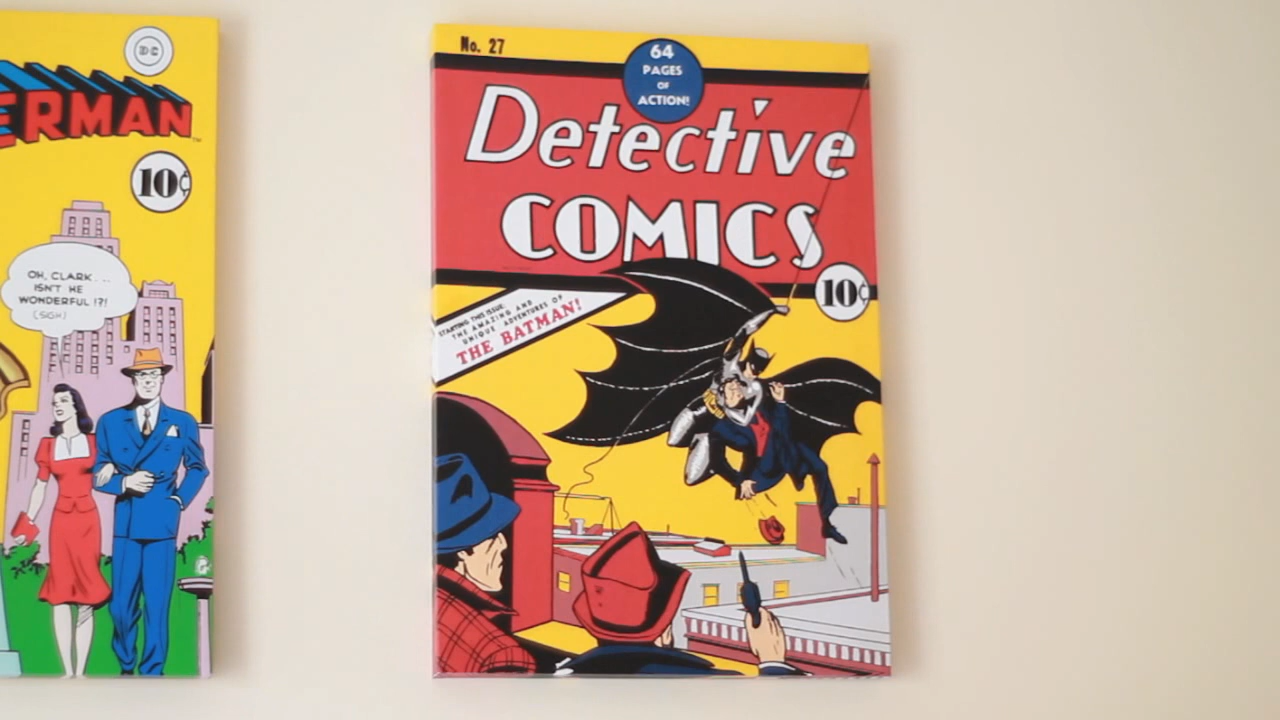 DC
ERMAN
TM
10¢
OH, CLARK...
ISN'T HE
WONDERFUL !?!
(SIGH)
No. 27
64
PAGES
OF
ACTION!
Detective
COMICS
10¢
STARTING THIS ISSUE:
THE AMAZING AND
UNIQUE ADVENTURES OF
THE BATMAN!